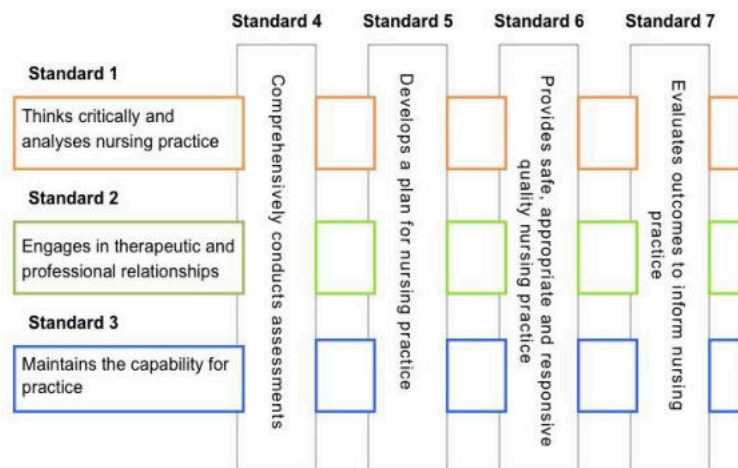 Standard 4
Standard 5
Standard 6
Standard 7
Standard 1
Thinks critically and
analyses nursing practice
Standard 2
Engages in therapeutic and
professional relationships
Standard 3
Maintains the capability for
practice
Comprehensively conducts assessments
Develops a plan for nursing practice
Provides safe, appropriate and responsive
quality nursing practice
Evaluates outcomes to inform nursing
practice